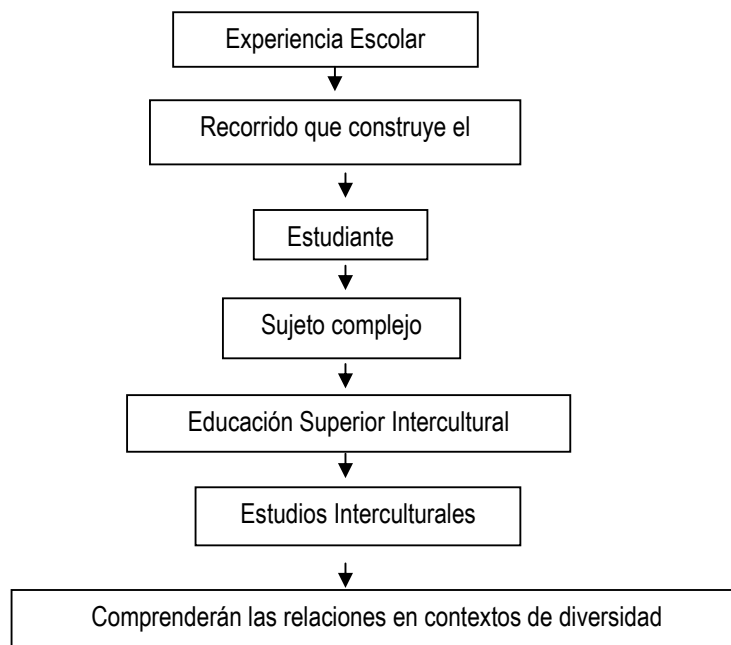 Experiencia Escolar
Recorrido que construye el
Estudiante
Sujeto complejo
Educación Superior Intercultural
Estudios Interculturales
Comprenderán las relaciones en contextos de diversidad